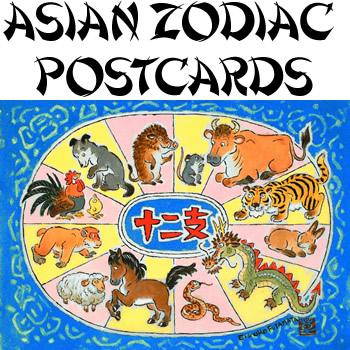 ASIAN ZODIAC
POSTCARDS
十二支